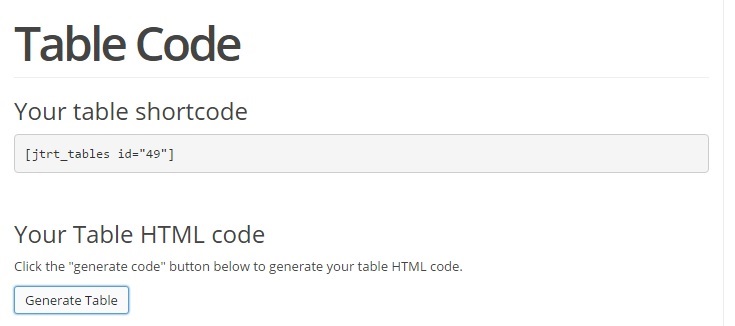 Table Code
Your table shortcode
[jtrt_tables id="49"]
Your Table HTML code
Click the "generate code" button below to generate your table HTML code.
Generate Table